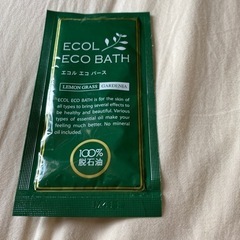 ECOL
ECO BATH
エコル エコ バース
LEMON GRASS GARDENIA
ECOL ECO BATH is for the skin of
all types to bring several effects to
be healthy and beautiful. Various
types of essential oil make your
feeling much better. No mineral
oil included.
100%
脱石油